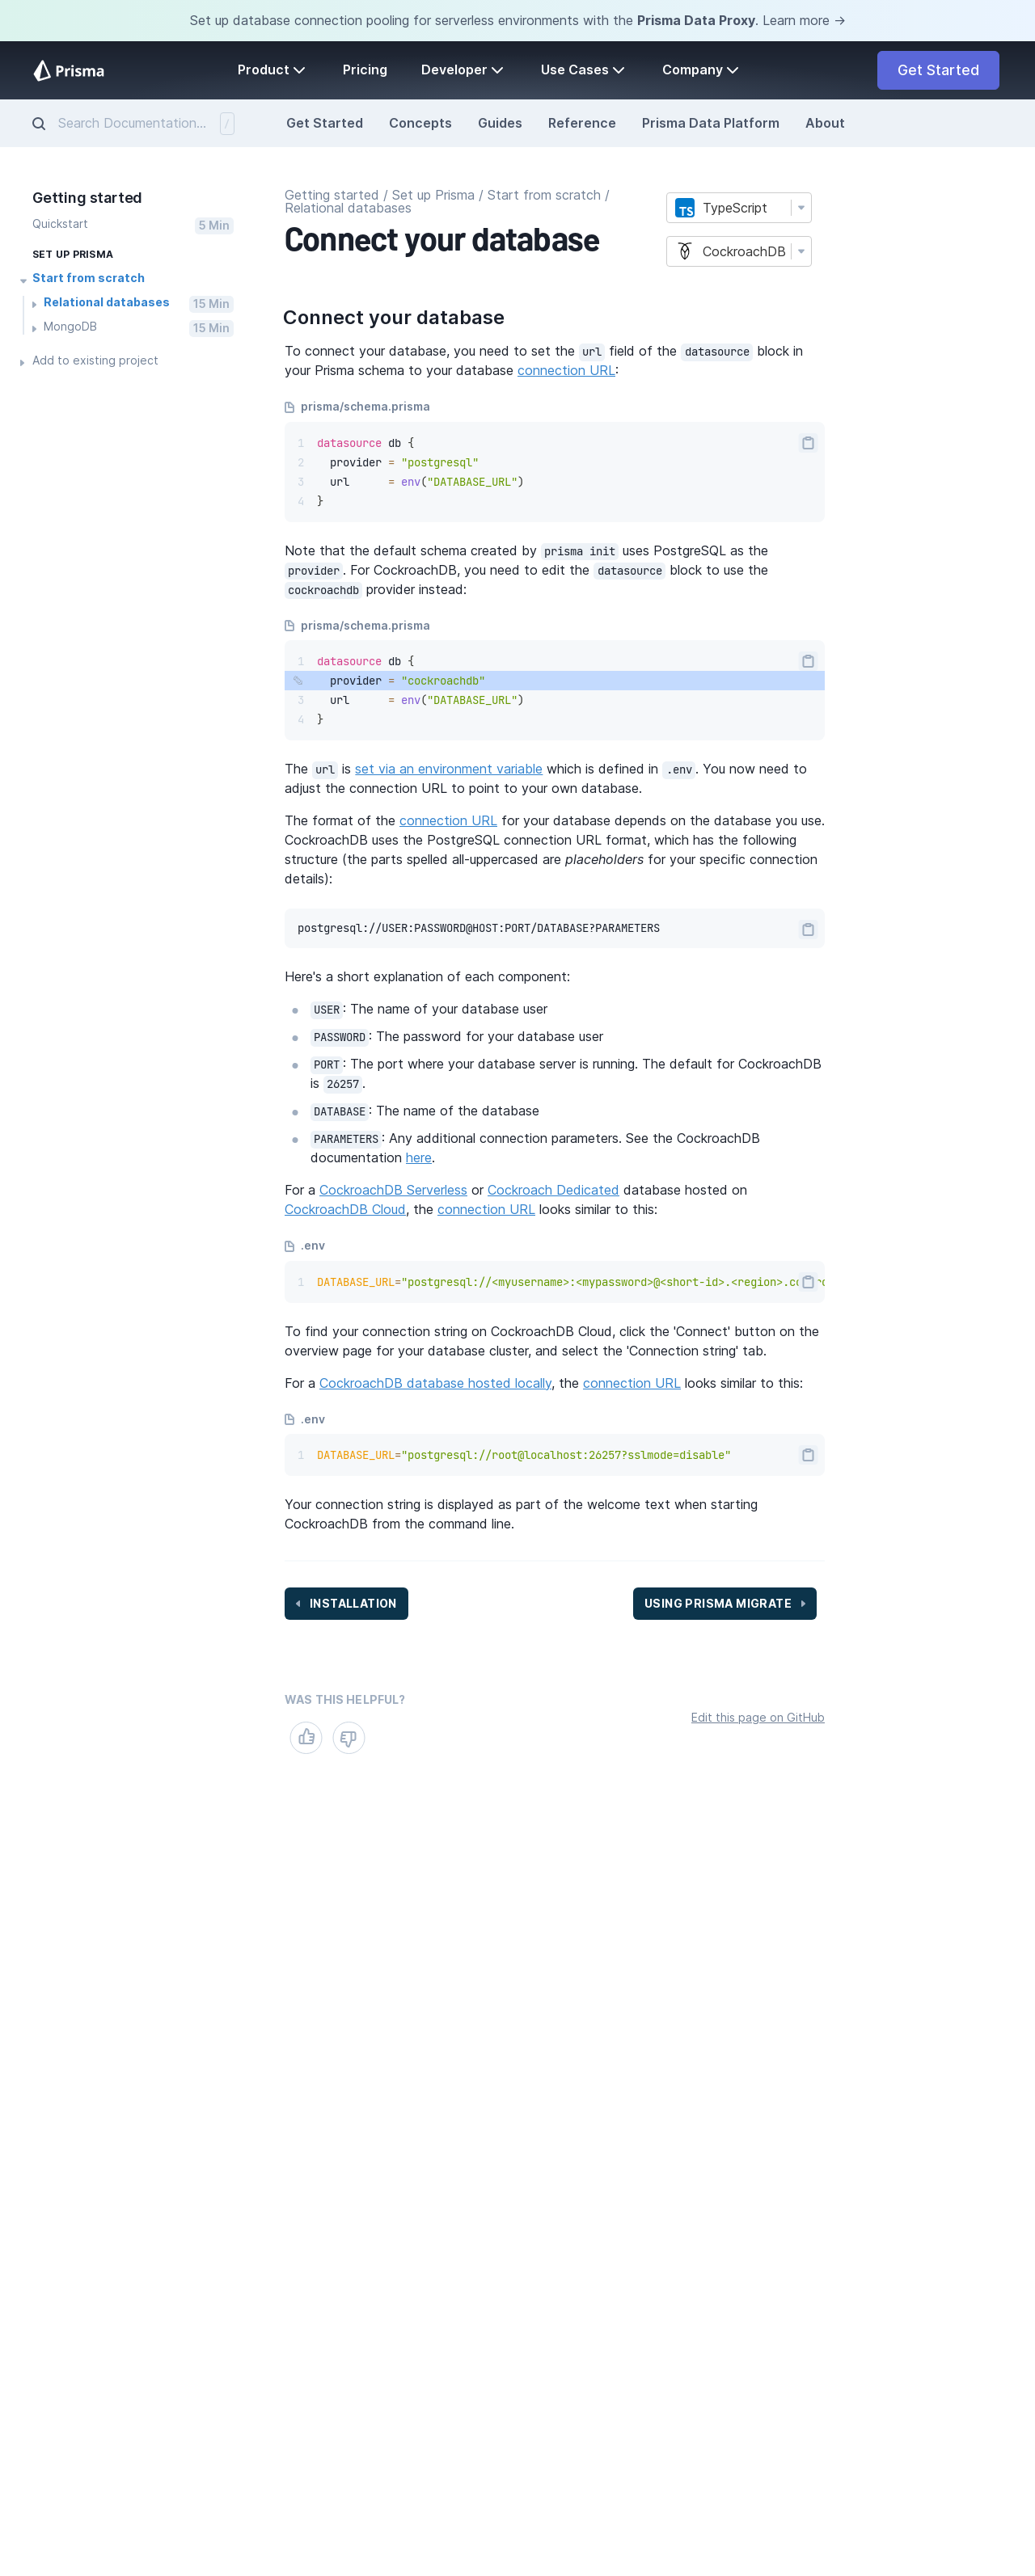 Set up database connection pooling for serverless environments with the Prisma Data Proxy. Learn more →
Prisma
Product
Pricing
Developer
Use Cases
Company
Get Started
Search Documentation...
/
Get Started
Concepts
Guides
Reference
Prisma Data Platform
About
Getting started
Quickstart
5 Min
SET UP PRISMA
Start from scratch
Relational databases
15 Min
MongoDB
15 Min
Add to existing project
Getting started / Set up Prisma / Start from scratch /
Relational databases
Connect your database
TS TypeScript
CockroachDB
Connect your database
To connect your database, you need to set the url field of the datasource block in
your Prisma schema to your database connection URL:
prisma/schema.prisma
1 datasource db {
2 provider = "postgresql"
3 url      = env("DATABASE_URL")
4 }
Note that the default schema created by prisma init uses PostgreSQL as the
provider. For CockroachDB, you need to edit the datasource block to use the
cockroachdb provider instead:
prisma/schema.prisma
1 datasource db {
provider = "cockroachdb"
3 url      = env("DATABASE_URL")
4 }
The url is set via an environment variable which is defined in .env. You now need to
adjust the connection URL to point to your own database.
The format of the connection URL for your database depends on the database you use.
CockroachDB uses the PostgreSQL connection URL format, which has the following
structure (the parts spelled all-uppercased are placeholders for your specific connection
details):
postgresql://USER:PASSWORD@HOST:PORT/DATABASE?PARAMETERS
Here's a short explanation of each component:
USER: The name of your database user
PASSWORD: The password for your database user
PORT: The port where your database server is running. The default for CockroachDB
is 26257.
DATABASE: The name of the database
PARAMETERS: Any additional connection parameters. See the CockroachDB
documentation here.
For a CockroachDB Serverless or Cockroach Dedicated database hosted on
CockroachDB Cloud, the connection URL looks similar to this:
.env
1 DATABASE_URL="postgresql://<myusername>:<mypassword>@<short-id>.<region>.
To find your connection string on CockroachDB Cloud, click the 'Connect' button on the
overview page for your database cluster, and select the 'Connection string' tab.
For a CockroachDB database hosted locally, the connection URL looks similar to this:
.env
1 DATABASE_URL="postgresql://root@localhost:26257?sslmode=disable"
Your connection string is displayed as part of the welcome text when starting
CockroachDB from the command line.
INSTALLATION
USING PRISMA MIGRATE
WAS THIS HELPFUL?
Edit this page on GitHub